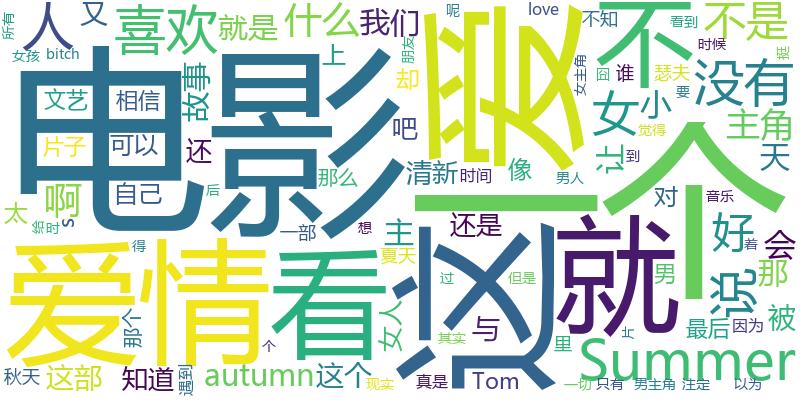 所有
人
又
喜欢
就是
什么
我们
呢
love
不知
看到
不是
女孩
bitch
上
朋友
不
时候
挺
电影
爱
文艺
相信
故事
却
女主角
囧
谁
瑟夫
要
没有
片子
可以
还
吧
女
小
觉得
主角
一个
太
啊
自己
后
那么
清新
时间
像
男人
让
到
天
给
时
s
一部
想
主
还是
对
音乐
好
着
会
得
爱情
看
这
就
夏天
过
但是
男
说
那
那个
个
女人
其实
与
里
片
最后
因为
被
秋天
这部
知道
遇到
autumn
这个
现实
真是
Tom
Summer
一切
只有
男主角
注定
以为